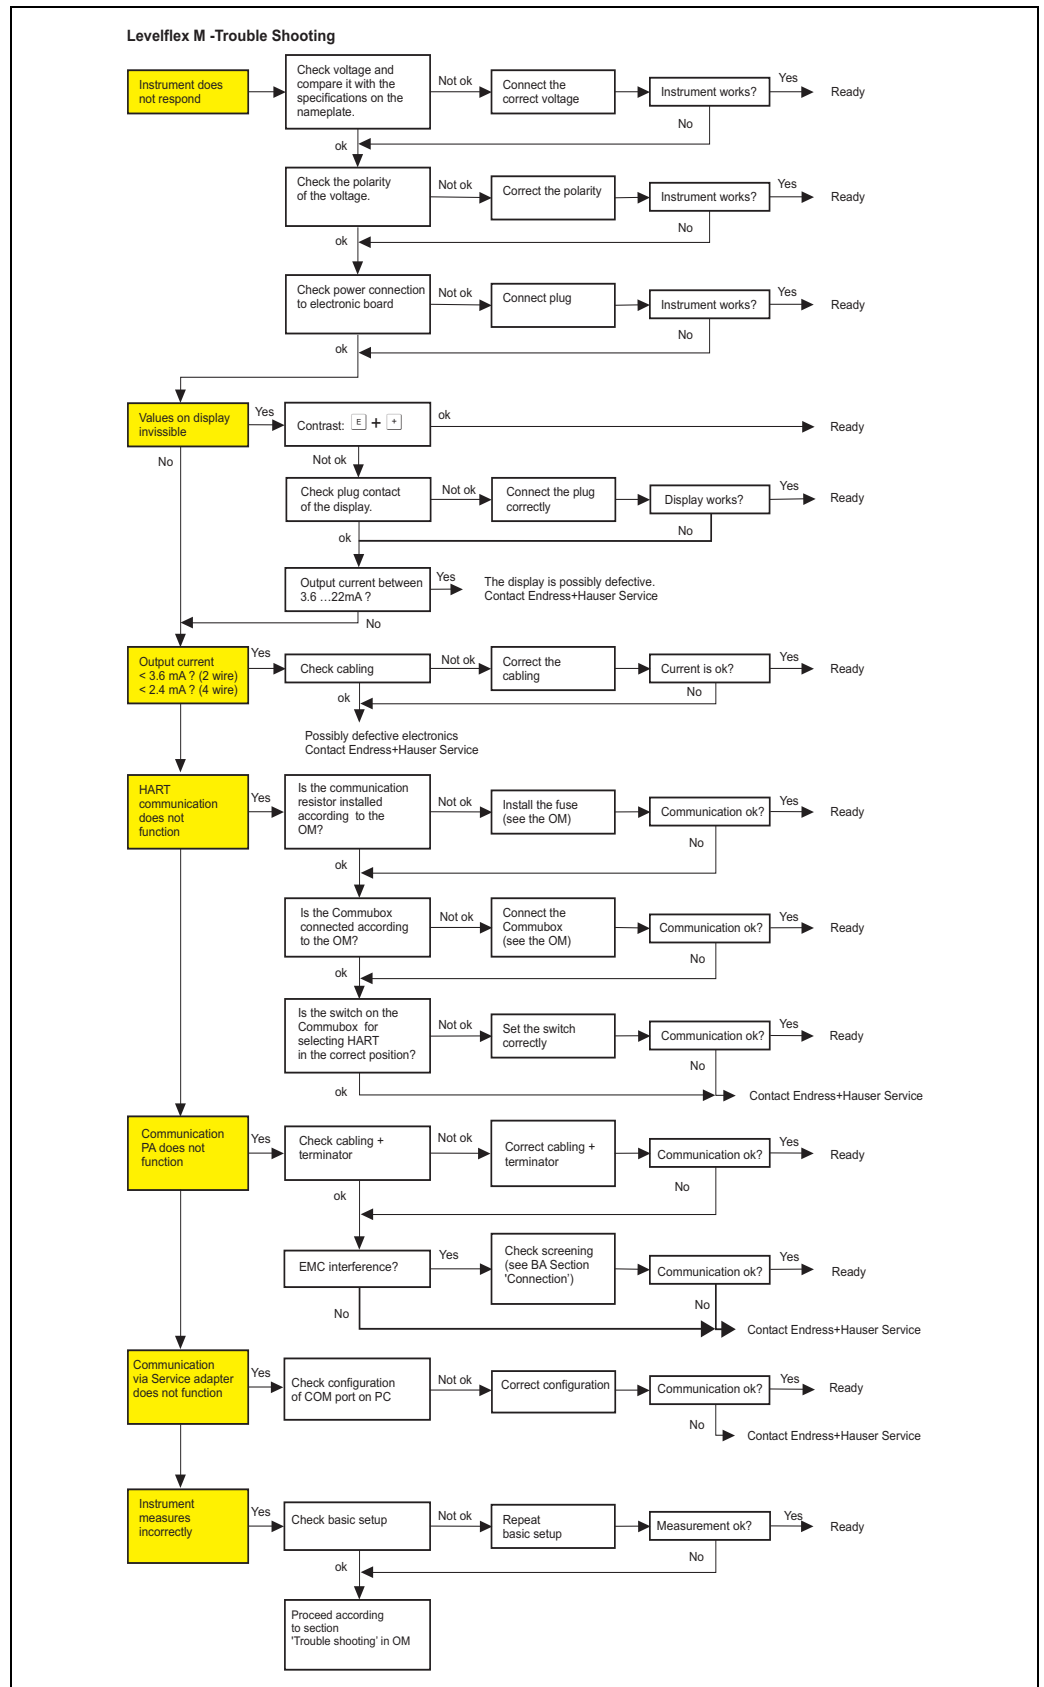 Levelflex M -Trouble Shooting
Instrument does
not respond
Check voltage and
compare it with the
specifications on the
nameplate.
Not ok
Connect the
correct voltage
Instrument works?
Yes
Ready
No
ok
Check the polarity
of the voltage.
Not ok
Correct the polarity
Instrument works?
Yes
Ready
No
ok
Check power connection
to electronic board
Not ok
Connect plug
Instrument works?
Yes
Ready
No
ok
Values on display
invissible
Yes
Contrast: E + +
ok
Ready
No
Not ok
Check plug contact
of the display.
Not ok
Connect the plug
correctly
Display works?
Yes
Ready
No
ok
Output current between
3.6 ...22mA ?
Yes
The display is possibly defective.
Contact Endress+Hauser Service
No
Output current
< 3.6 mA ? (2 wire)
< 2.4 mA ? (4 wire)
Yes
Check cabling
Not ok
Correct the
cabling
Current is ok?
Yes
Ready
No
ok
Possibly defective electronics
Contact Endress+Hauser Service
HART
communication
does not
function
Yes
Is the communication
resistor installed
according to the
OM?
Not ok
Install the fuse
(see the OM)
Communication ok?
Yes
Ready
No
ok
Is the Commubox
connected according
to the OM?
Not ok
Connect the
Commubox
(see the OM)
Communication ok?
Yes
Ready
No
ok
Is the switch on the
Commubox for
selecting HART
in the correct position?
Not ok
Set the switch
correctly
Communication ok?
Yes
Ready
No
ok
Contact Endress+Hauser Service
Communication
PA does not
function
Yes
Check cabling +
terminator
Not ok
Correct cabling +
terminator
Communication ok?
Yes
Ready
No
ok
EMC interference?
Yes
Check screening
(see BA Section
'Connection')
Communication ok?
Yes
Ready
No
No
Contact Endress+Hauser Service
Communication
via Service adapter
does not function
Yes
Check configuration
of COM port on PC
Not ok
Correct configuration
Communication ok?
Yes
Ready
No
Contact Endress+Hauser Service
Instrument
measures
incorrectly
Yes
Check basic setup
Not ok
Repeat
basic setup
Measurement ok?
Yes
Ready
No
ok
Proceed according
to section
'Trouble shooting' in OM